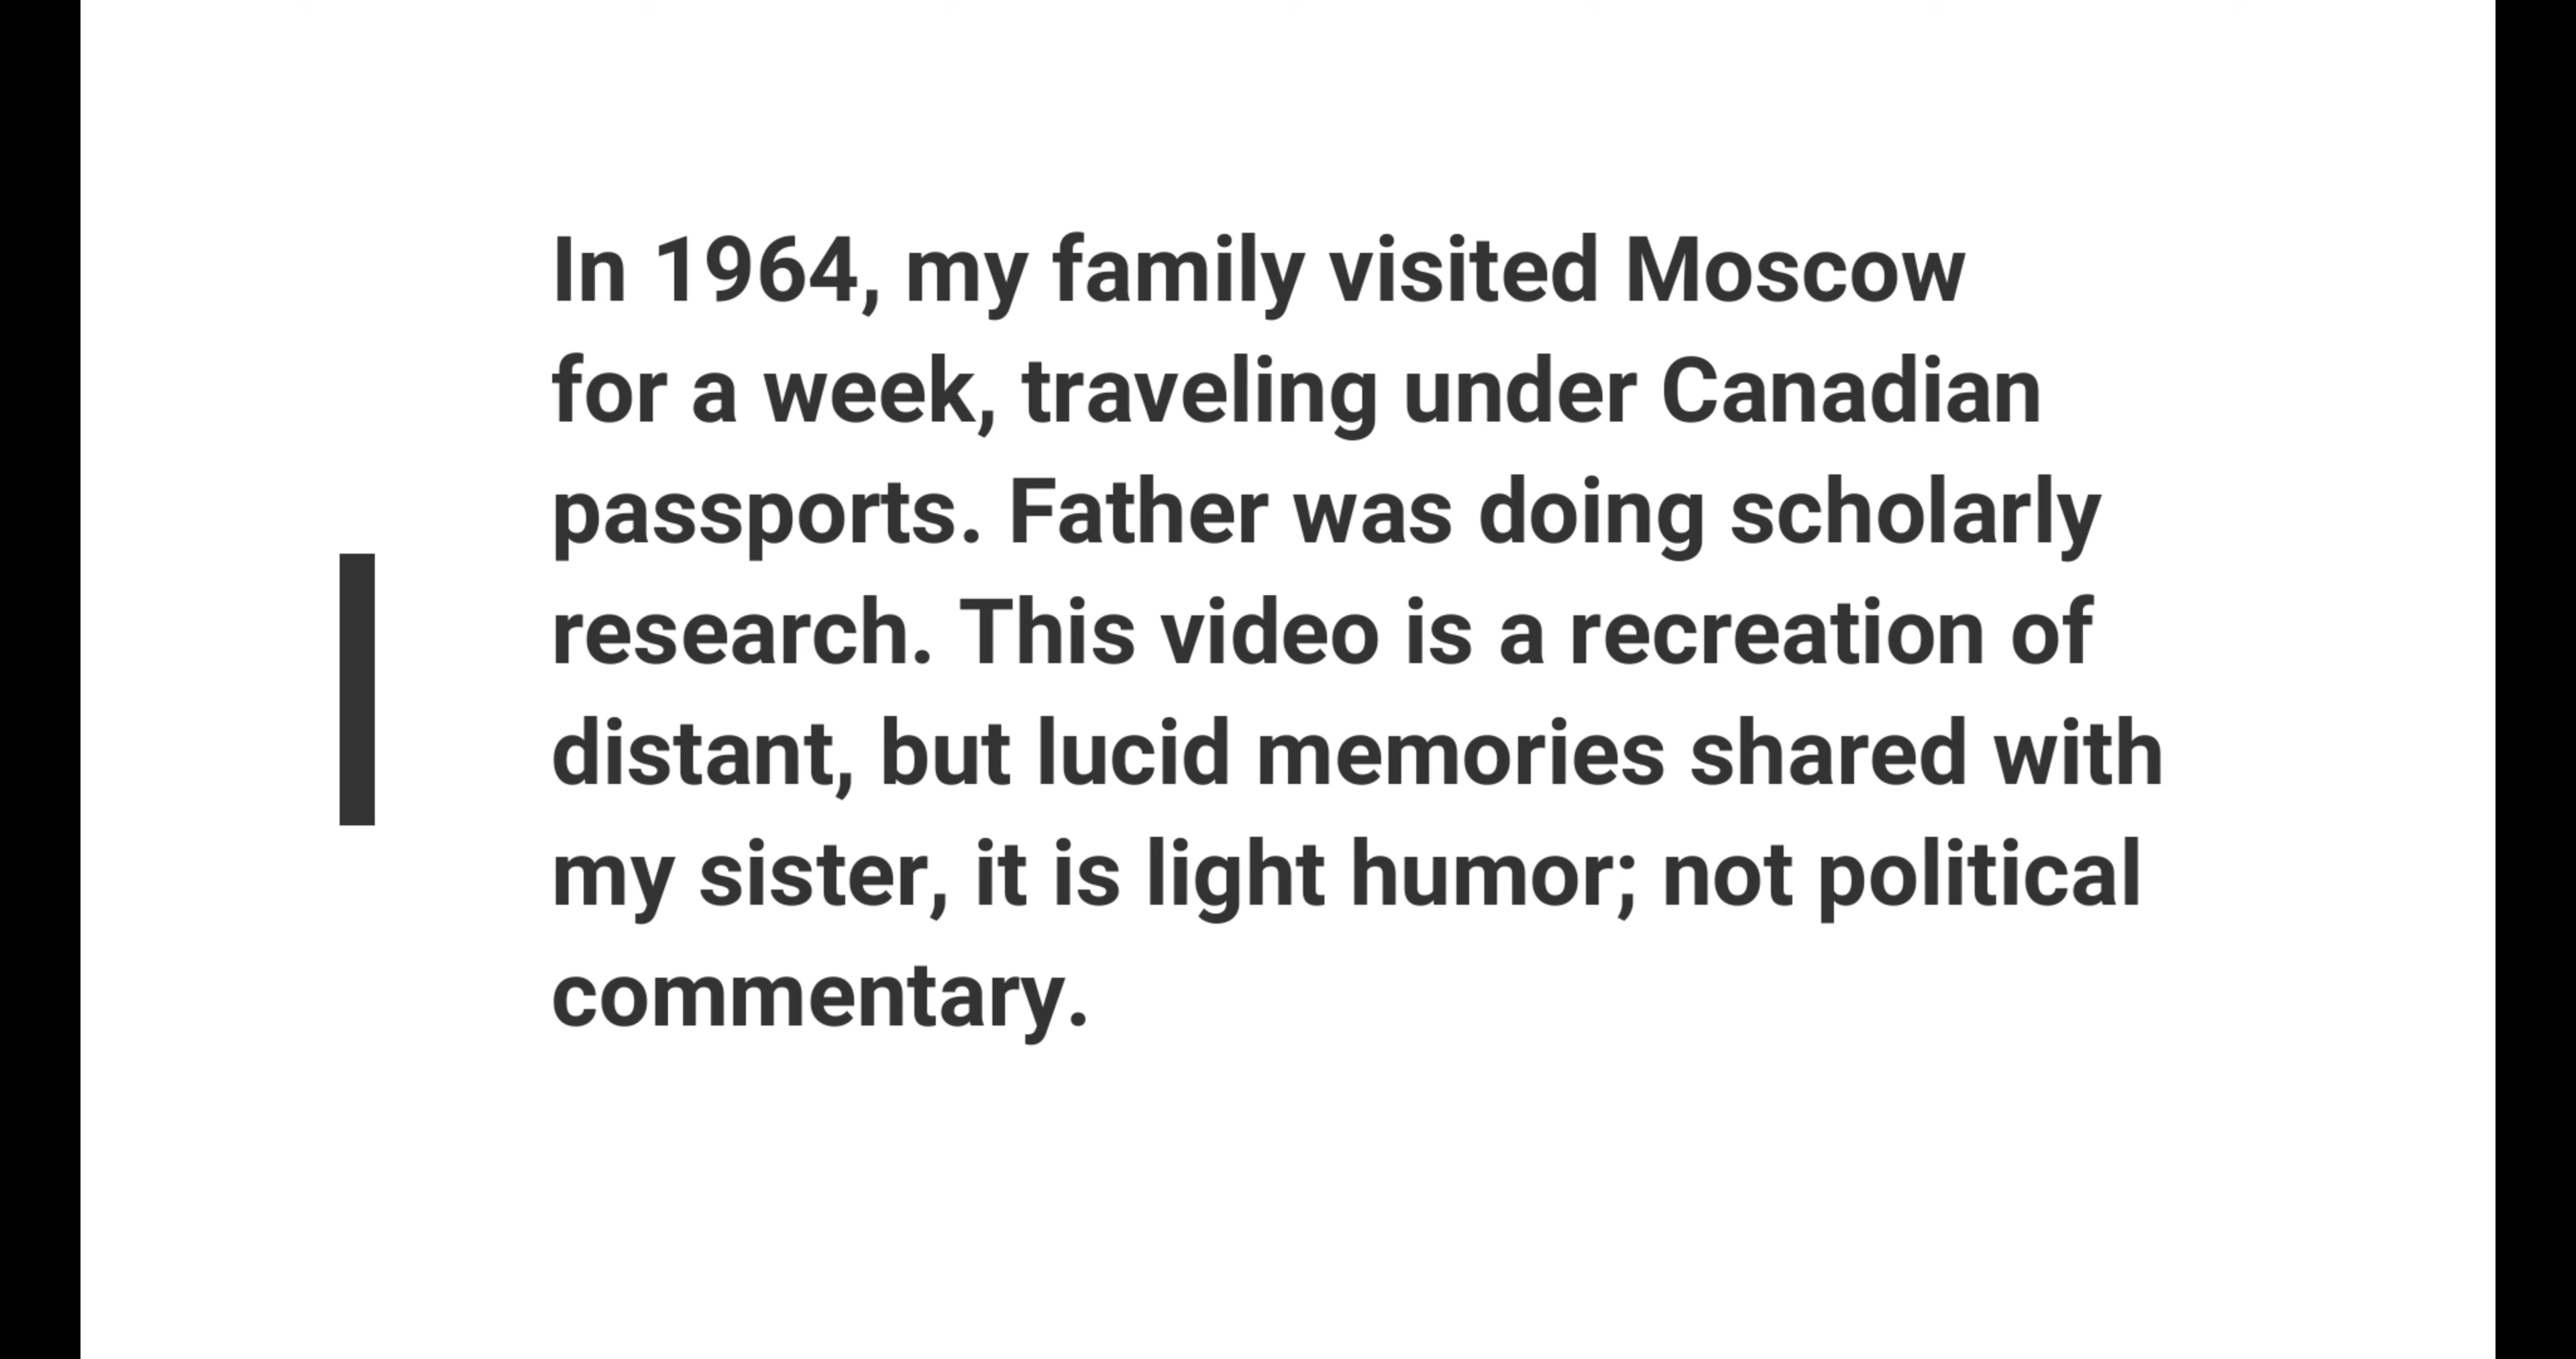 In 1964, my family visited Moscow
for a week, traveling under Canadian
passports. Father was doing scholarly
research. This video is a recreation of
distant, but lucid memories shared with
my sister, it is light humor; not political
commentary.